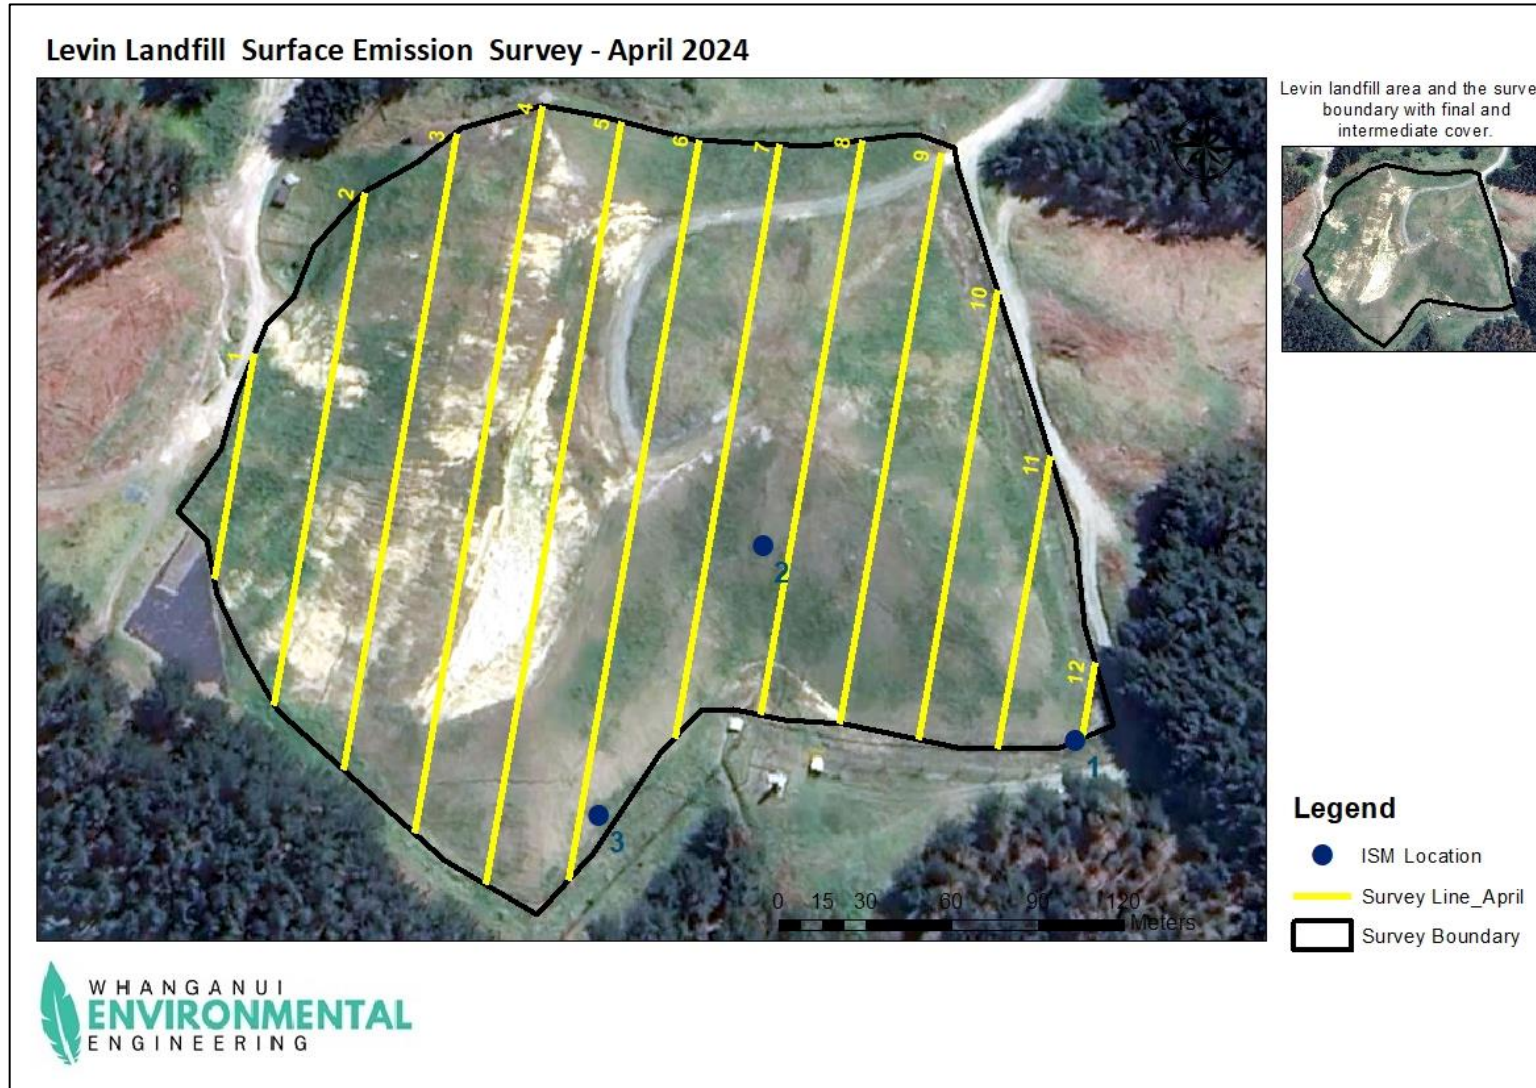 Levin Landfill Surface Emission Survey - April 2024
Levin landfill area and the surve
boundary with final and
intermediate cover.
4
5
3
6
7
8
9
2
10
1
11
2
12
1
3
0 15 30 60 90 120
Meters
Legend
ISM Location
Survey Line_April
Survey Boundary
WHANGANUI
ENVIRONMENTAL
ENGINEERING